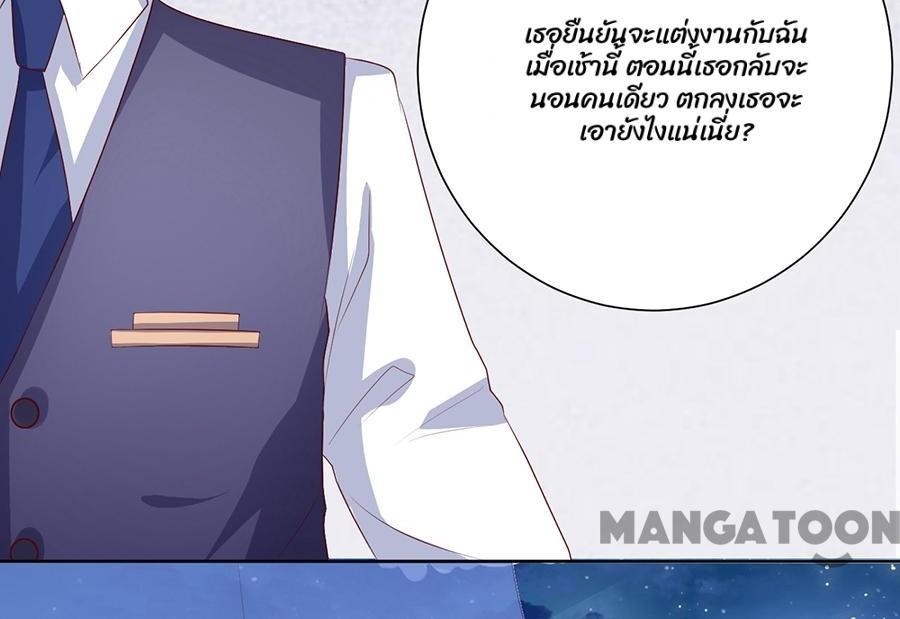 เธอยืนยันจะแต่งงานกับฉัน
เมื่อเช้านี้ ตอนนี้เธอกลับจะ
นอนคนเดียว ตกลงเธอจะ
เอายังไงแน่เนี่ย?
MANGATOON